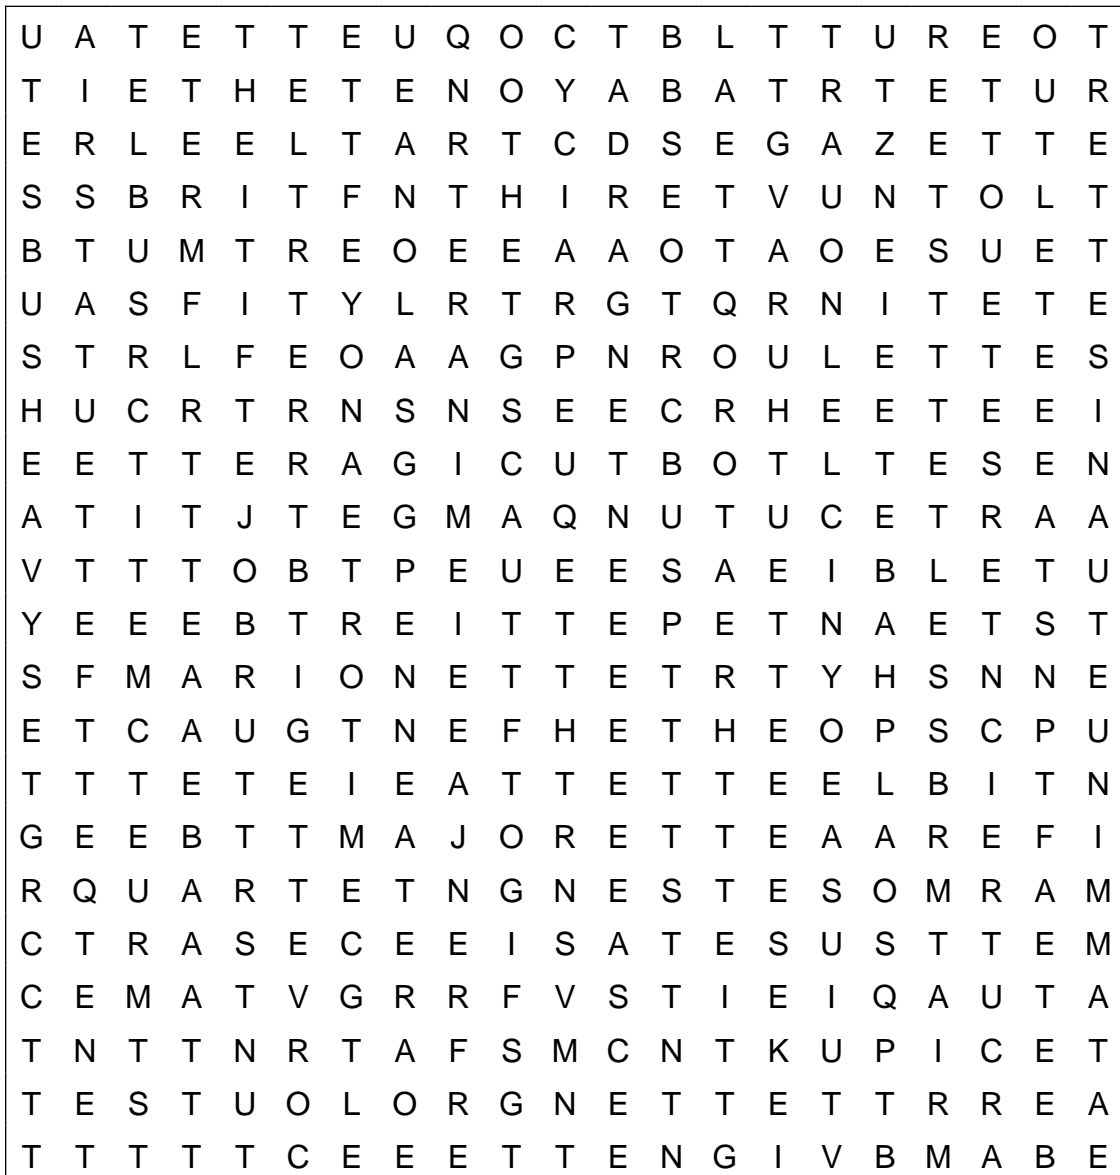 U A T E T T E U Q O C T B L T T U R E O T
T I E T H E T E N O Y A B A T R T E T U R
E R L E E L T A R T C D S E G A Z E T T E
S S B R I T F N T H I R E T V U N T O L T
B T U M T R E O E E A A O T A O E S U E T
U A S F I T Y L R T R G T Q R N I T E T E
S T R L F E O A A G P N R O U L E T T E S
H U C R T R N S N S E E C R H E E T E E I
E E T T E R A G I C U T B O T L T E S E N
A T I T J T E G M A Q N U T U C E T R A A
V T T T O B T P E U E E S A E I B L E T U
Y E E E B T R E I T T E P E T N A E T S T
S F M A R I O N E T T E T R T Y H S N N E
E T C A U G T N E F H E T H E O P S C P U
T T T E T E I E A T T E T T E E L B I T N
G E E B T T M A J O R E T T E A A R E F I
R Q U A R T E T N G N E S T E S O M R A M
C T R A S E C E E I S A T E S U S T T E M
C E M A T V G R R F V S T I E I Q A U T A
T N T T N R T A F S M C N T K U P I C E T
T E S T U O L O R G N E T T E T T R R E A
T T T T T C E E E T T E N G I V B M A B E